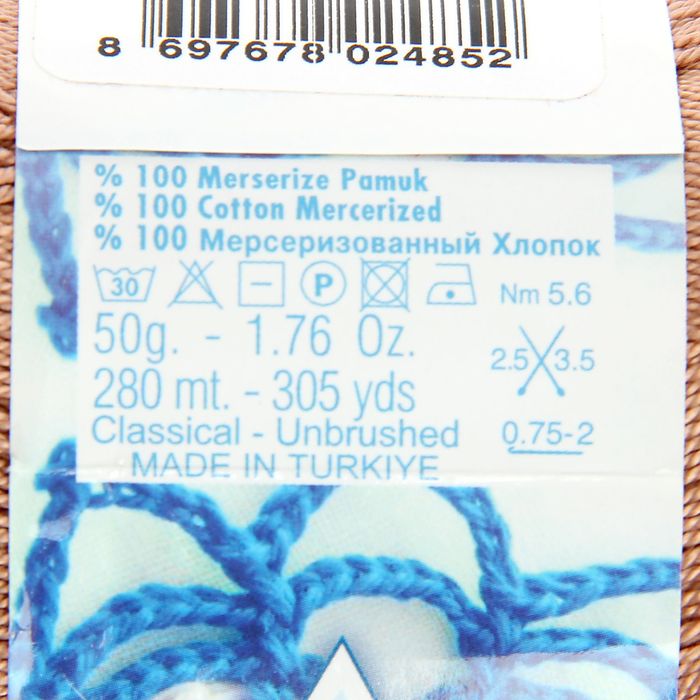 8 697678 024852
% 100 Merserize Pamuk
% 100 Cotton Mercerized
% 100 Мерсеризованный Хлопок
30 P Nm 5.6
50g. - 1.76 Oz.
2.5 3.5
280 mt. - 305 yds
Classical - Unbrushed 0.75-2
MADE IN TURKIYE